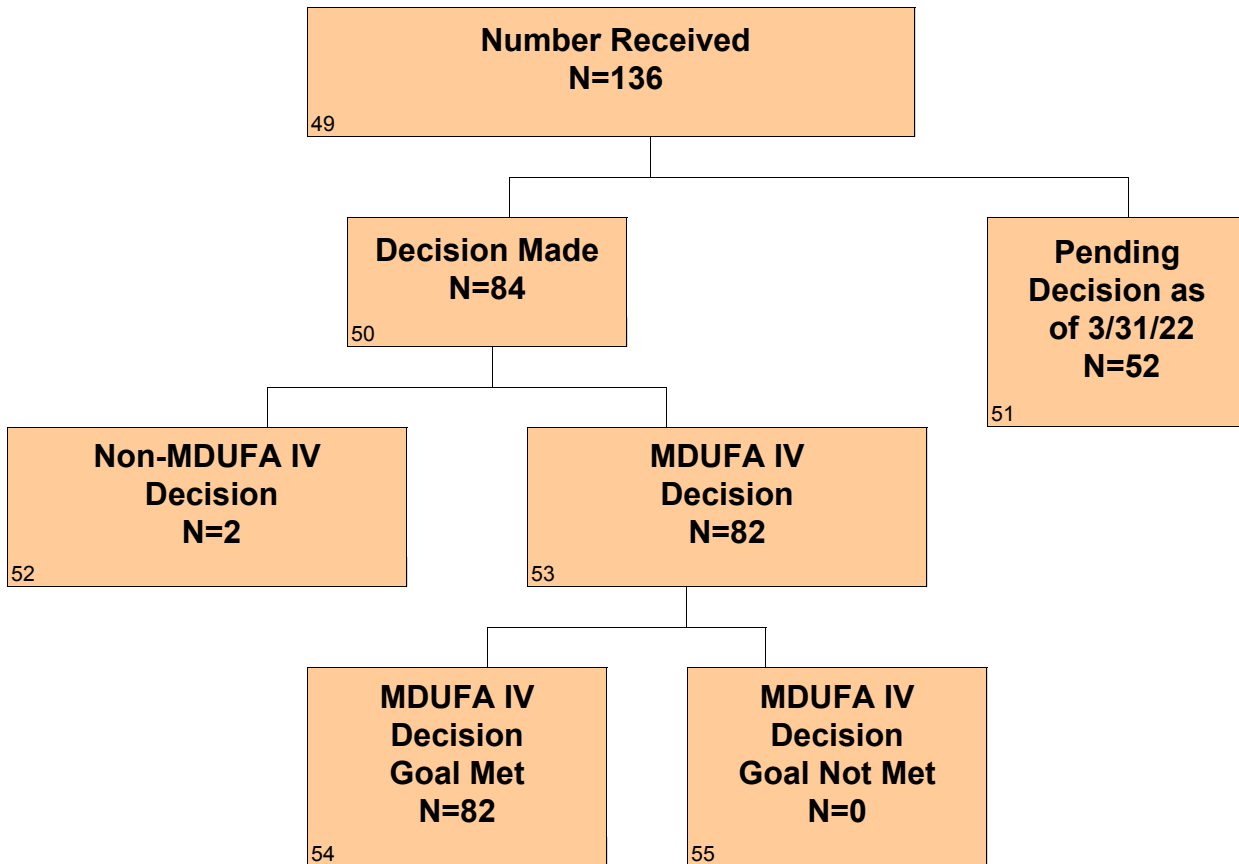 Number Received
N=136
49
Decision Made
N=84
50
Pending
Decision as
of 3/31/22
N=52
51
Non-MDUFA IV
Decision
N=2
52
MDUFA IV
Decision
N=82
53
MDUFA IV
Decision
Goal Met
N=82
54
MDUFA IV
Decision
Goal Not Met
N=0
55